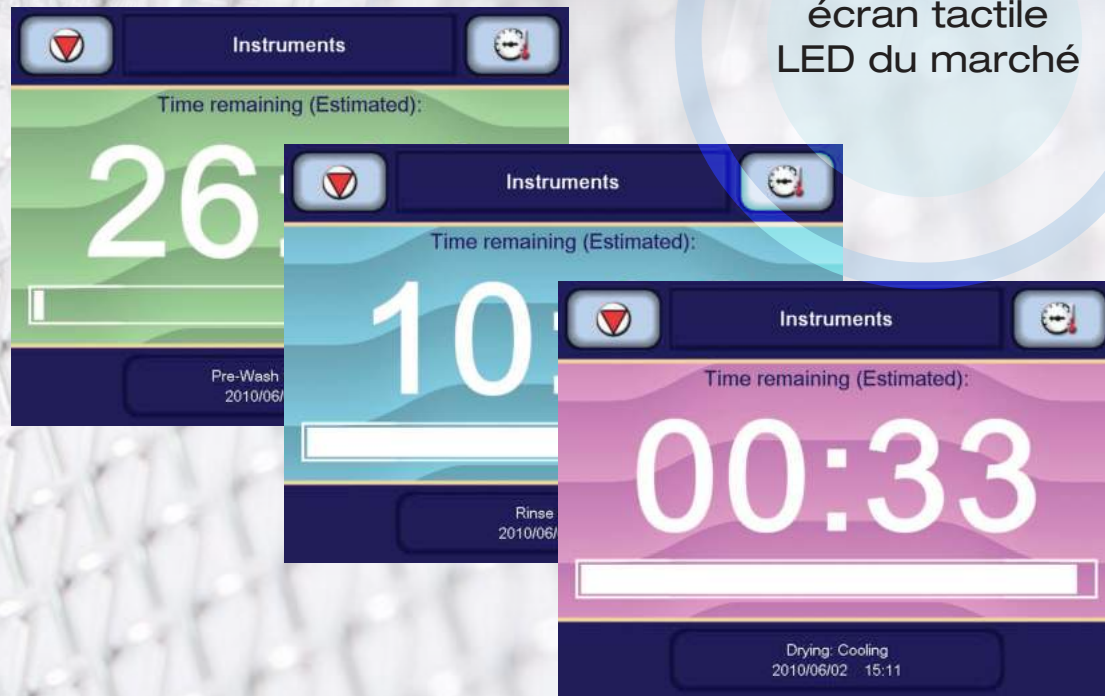 écran tactile
LED du marché
Instruments
Time remaining (Estimated):
26:
Pre-Wash
2010/06/
Instruments
Time remaining (Estimated):
10:
Rinse
2010/06/
Instruments
Time remaining (Estimated):
00:33
Drying: Cooling
2010/06/02 15:11